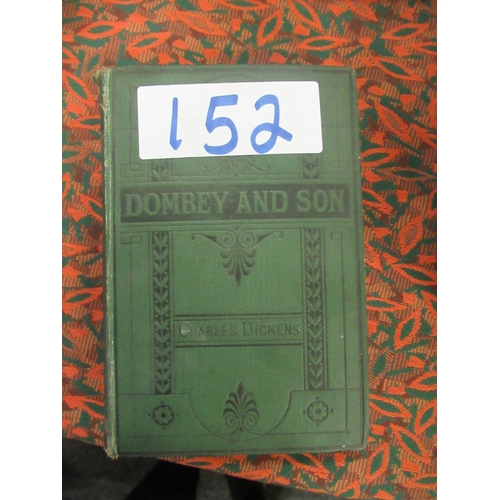 152
DOMBEY AND SON
CHARLES DICKENS